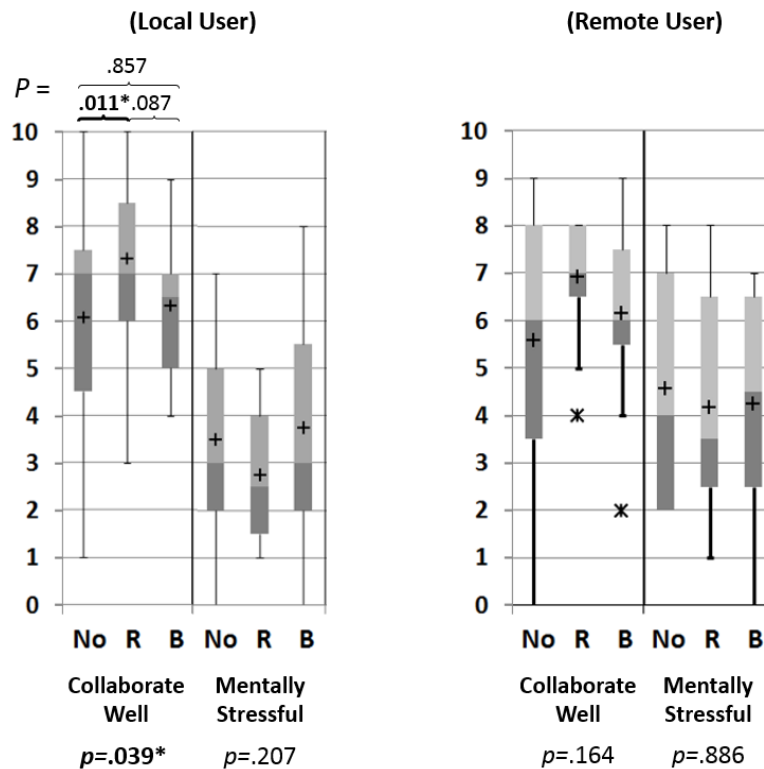 (Local User)
(Remote User)
P =
.857
.011* .087
10
9
8
7
6
5
4
3
2
1
0
No R B No R B
Collaborate Well
Mentally Stressful
p=.039*
p=.207
10
9
8
7
6
5
4
3
2
1
0
No R B No R B
Collaborate Well
Mentally Stressful
p=.164
p=.886